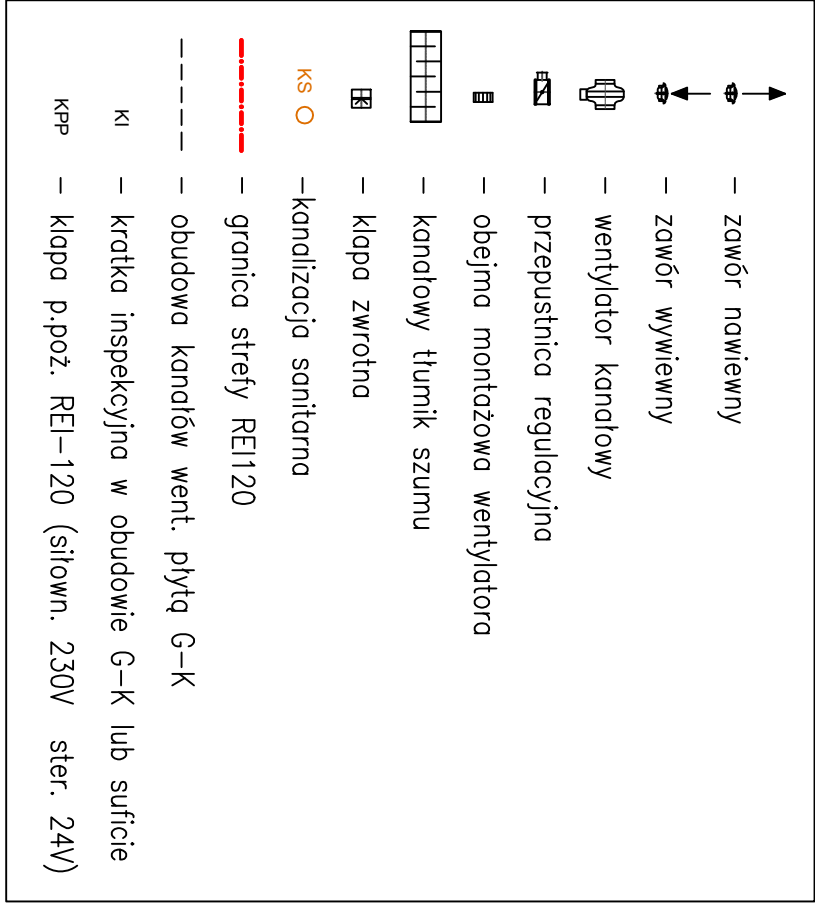 – zawór nawiewny
– zawór wywiewny
– wentylator kanałowy
– przepustnica regulacyjna
– obejma montażowa wentylatora
– kanałowy tłumik szumu
– klapa zwrotna
KS –kanalizacja sanitarna
– granica strefy REI120
– obudowa kanałów went. płytą G–K
KI – kratka inspekcyjna w obudowie G–K lub suficie
KPP – klapa p.poż. REI–120 (siłown. 230V ster. 24V)